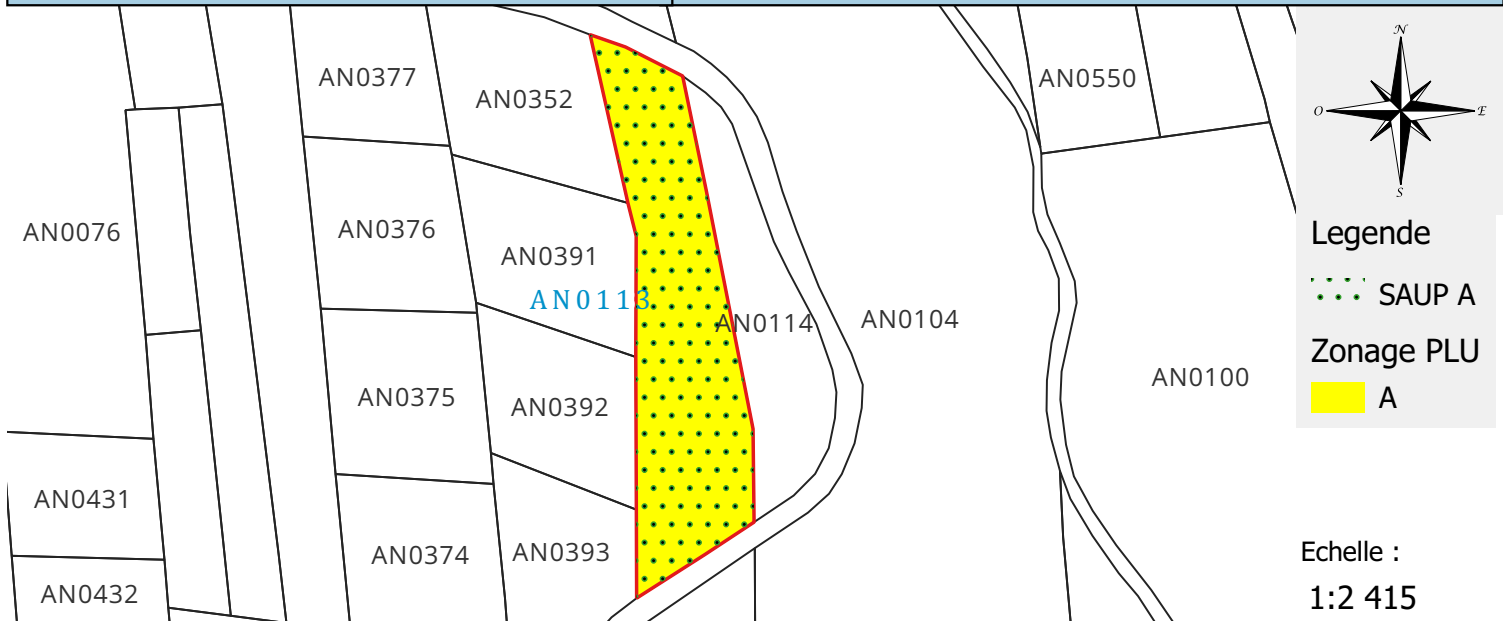 N
O
E
S
AN0377
AN0352
AN0550
AN0076
AN0376
AN0391
AN0113
AN0114
AN0104
AN0100
AN0375
AN0392
AN0431
AN0374
AN0393
AN0432
Legende
SAUP A
Zonage PLU
A
Echelle :
1:2 415